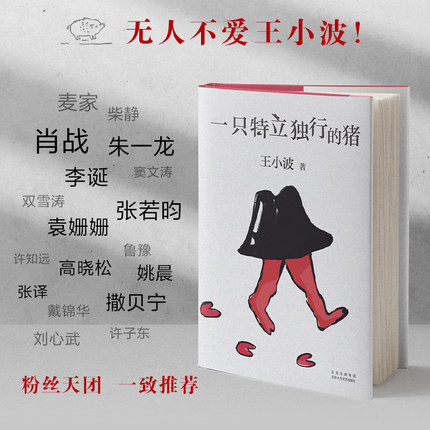 无人不爱王小波！
麦家 柴静
肖战 朱一龙
李诞 窦文涛
双雪涛 张若昀
袁姗姗
鲁豫
许知远 高晓松 姚晨
张译 戴锦华 撒贝宁
刘心武 许子东
粉丝天团 一致推荐
一只特立独行的猪
王小波 著